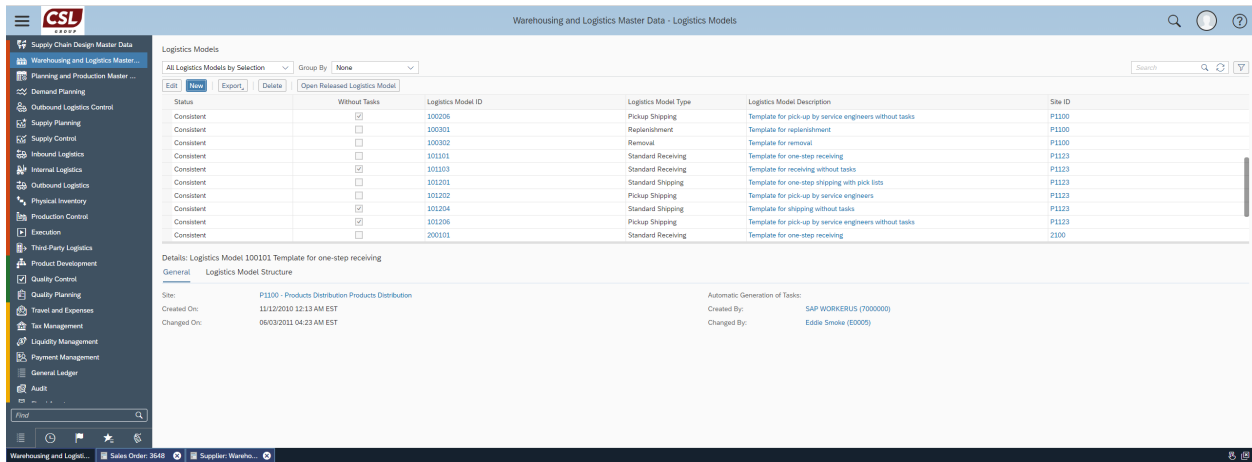 CSL
GROUP
Warehousing and Logistics Master Data - Logistics Models
Supply Chain Design Master Data
Warehousing and Logistics Master...
Planning and Production Master ...
Demand Planning
Outbound Logistics Control
Supply Planning
Supply Control
Inbound Logistics
Internal Logistics
Outbound Logistics
Physical Inventory
Production Control
Execution
Third-Party Logistics
Product Development
Quality Control
Quality Planning
Travel and Expenses
Tax Management
Liquidity Management
Payment Management
General Ledger
Audit
Find
Logistics Models
All Logistics Models by Selection Group By None Search
Edit New Export Delete Open Released Logistics Model
Status Without Tasks Logistics Model ID Logistics Model Type Logistics Model Description Site ID
Consistent 100206 Pickup Shipping Template for pick-up by service engineers without tasks P1100
Consistent 100301 Replenishment Template for replenishment P1100
Consistent 100302 Removal Template for removal P1100
Consistent 101101 Standard Receiving Template for one-step receiving P1123
Consistent 101103 Standard Receiving Template for receiving without tasks P1123
Consistent 101201 Standard Shipping Template for one-step shipping with pick lists P1123
Consistent 101202 Pickup Shipping Template for pick-up by service engineers P1123
Consistent 101204 Standard Shipping Template for shipping without tasks P1123
Consistent 101206 Pickup Shipping Template for pick-up by service engineers without tasks P1123
Consistent 200101 Standard Receiving Template for one-step receiving 2100
Details: Logistics Model 100101 Template for one-step receiving
General Logistics Model Structure
Site: P1100 - Products Distribution Products Distribution Automatic Generation of Tasks:
Created On: 11/12/2010 12:13 AM EST Created By: SAP WORKERUS (7000000)
Changed On: 06/03/2011 04:23 AM EST Changed By: Eddie Smoke (E0005)
Warehousing and Logisti... Sales Order: 3648 Supplier: Wareho...